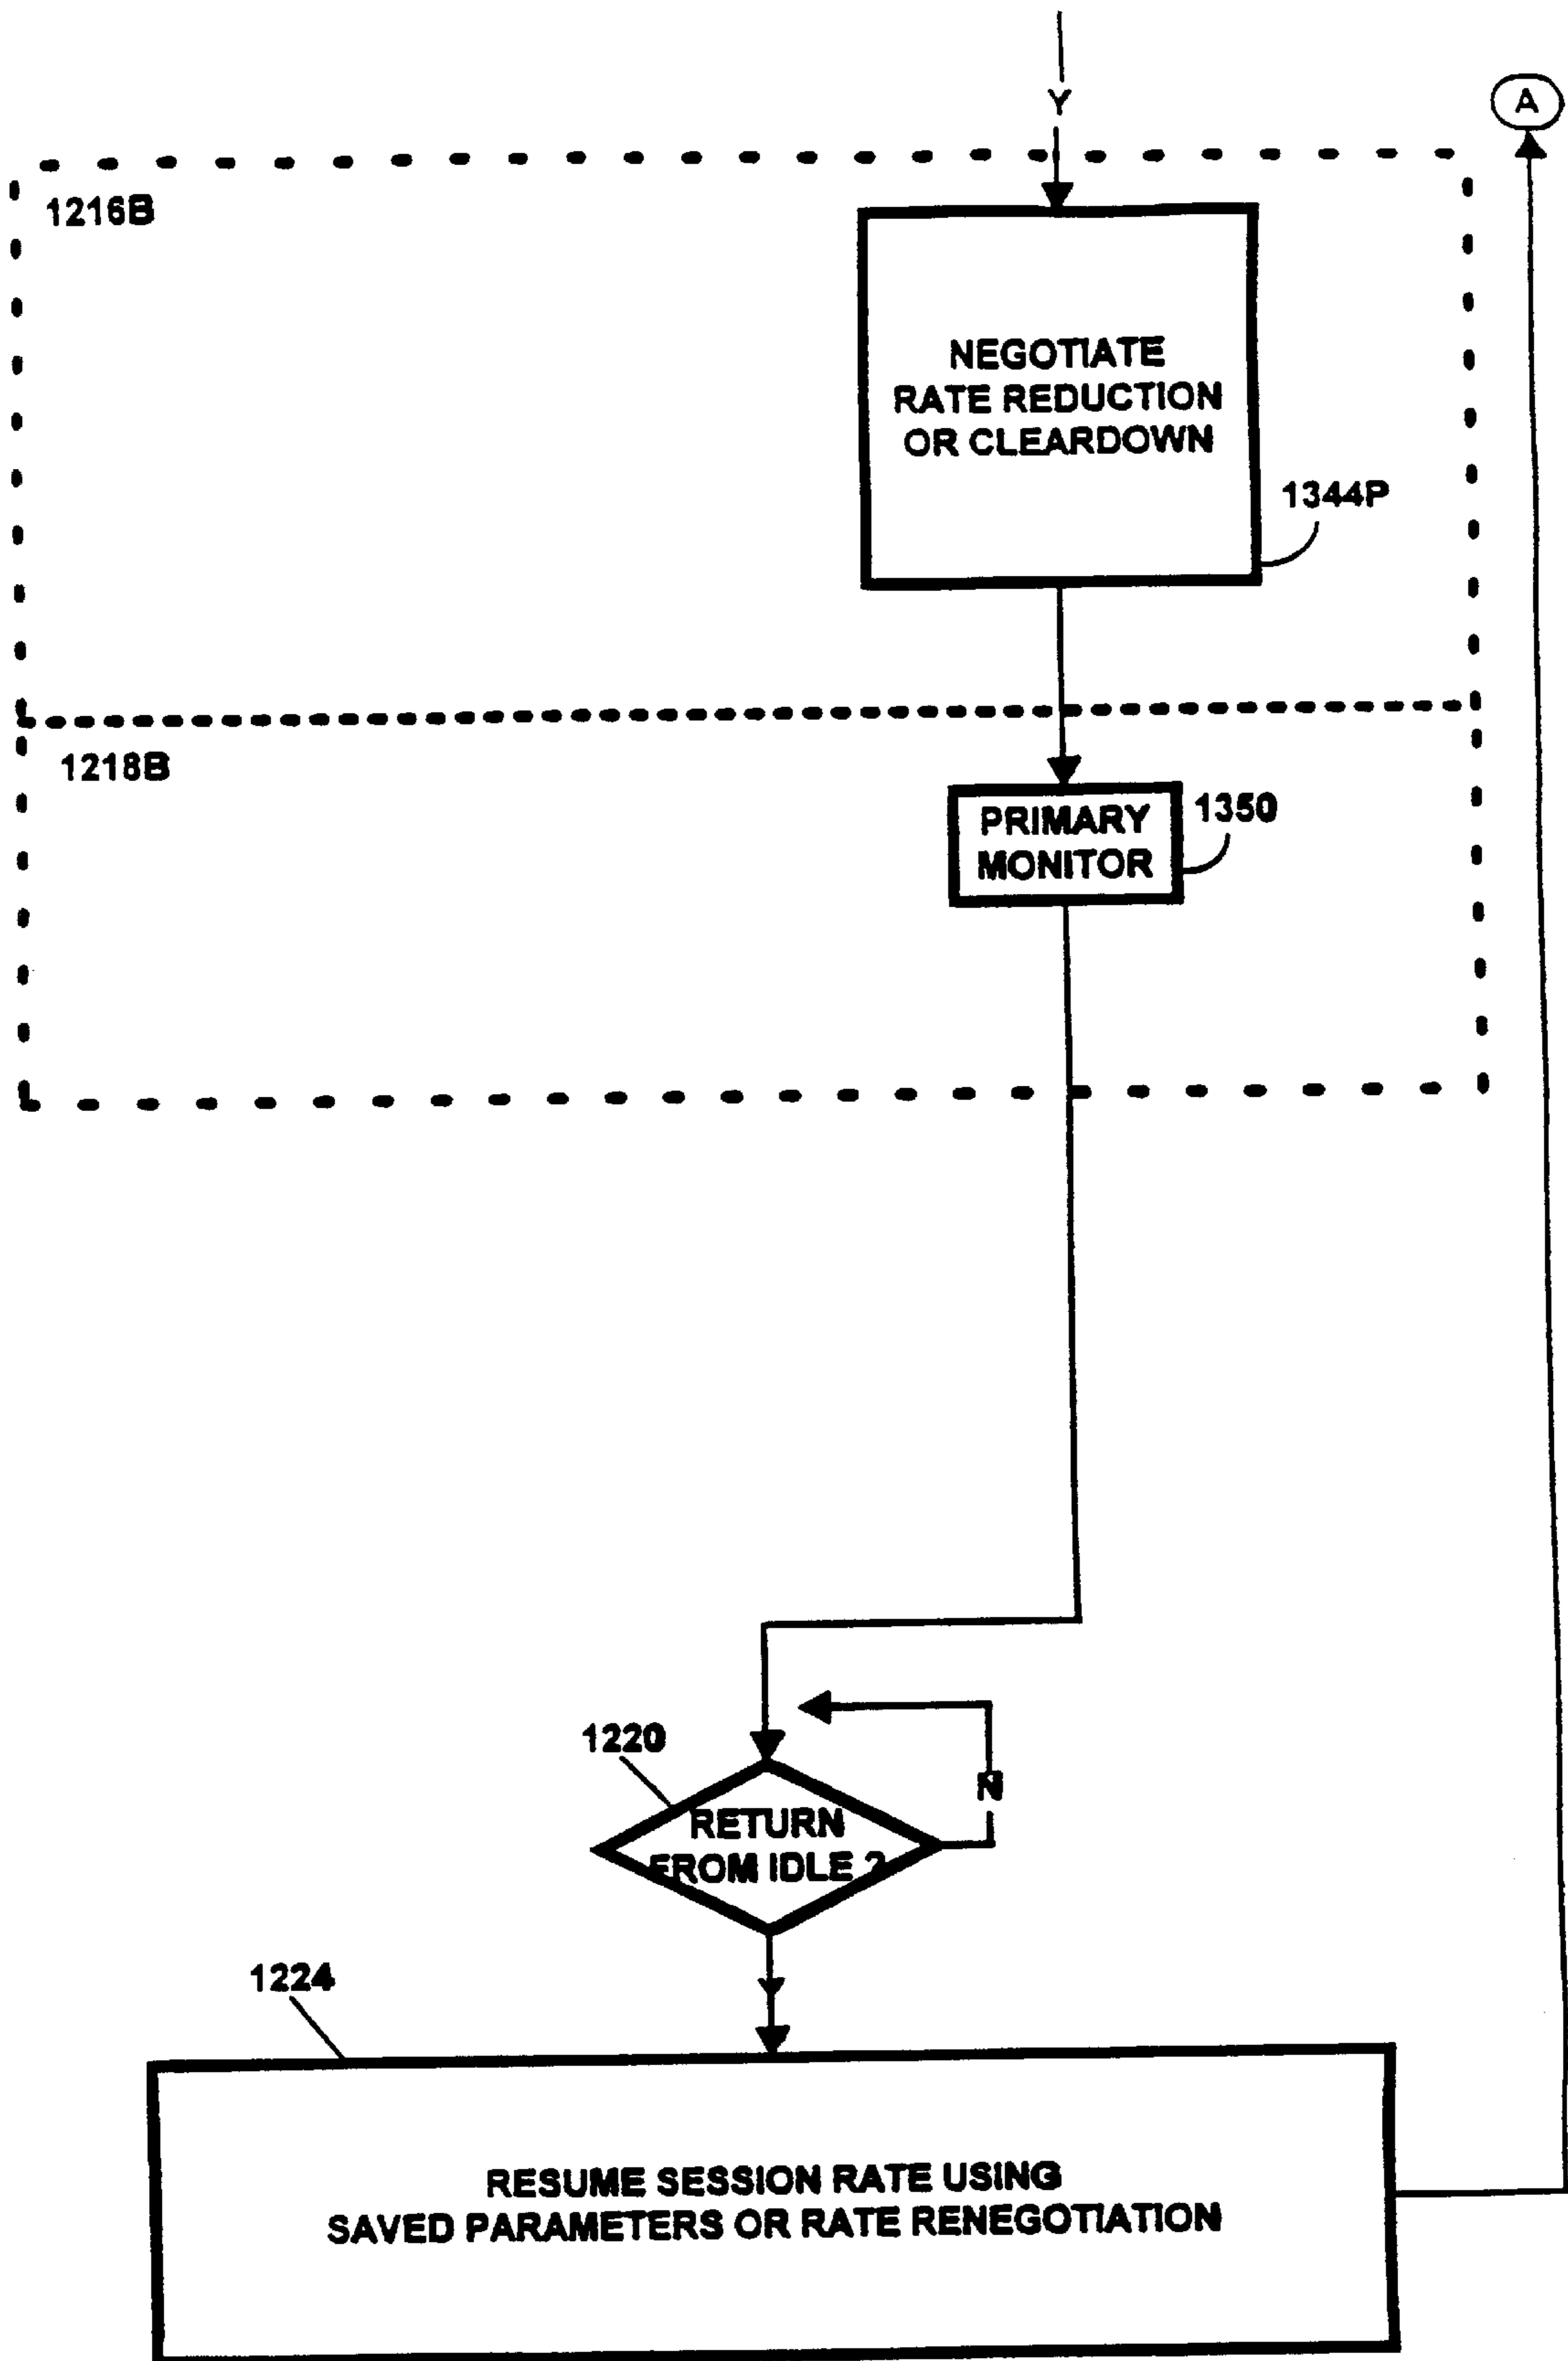 Y
A
1216B
NEGOTIATE
RATE REDUCTION
OR CLEARDOWN
1344P
1218B
PRIMARY
MONITOR
1350
1220
N
RETURN
FROM IDLE ?
Y
1224
RESUME SESSION RATE USING
SAVED PARAMETERS OR RATE RENEGOTIATION